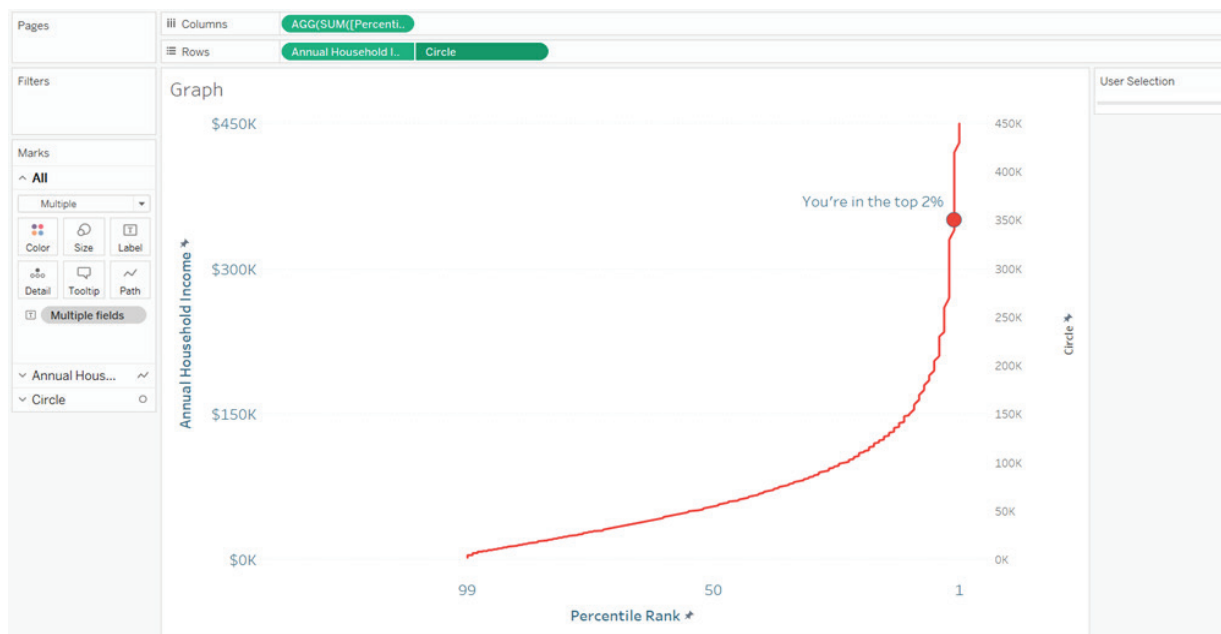 Pages
Columns
AGG(SUM([Percenti..
Rows
Annual Household I..
Circle
Filters
Graph
User Selection
Marks
All
Multiple
Color
Size
Label
Detail
Tooltip
Path
Multiple fields
Annual Hous...
Circle
Annual Household Income
$450K
$300K
$150K
$0K
You're in the top 2%
450K
400K
350K
300K
250K
200K
150K
100K
50K
0K
Circle
99
50
1
Percentile Rank